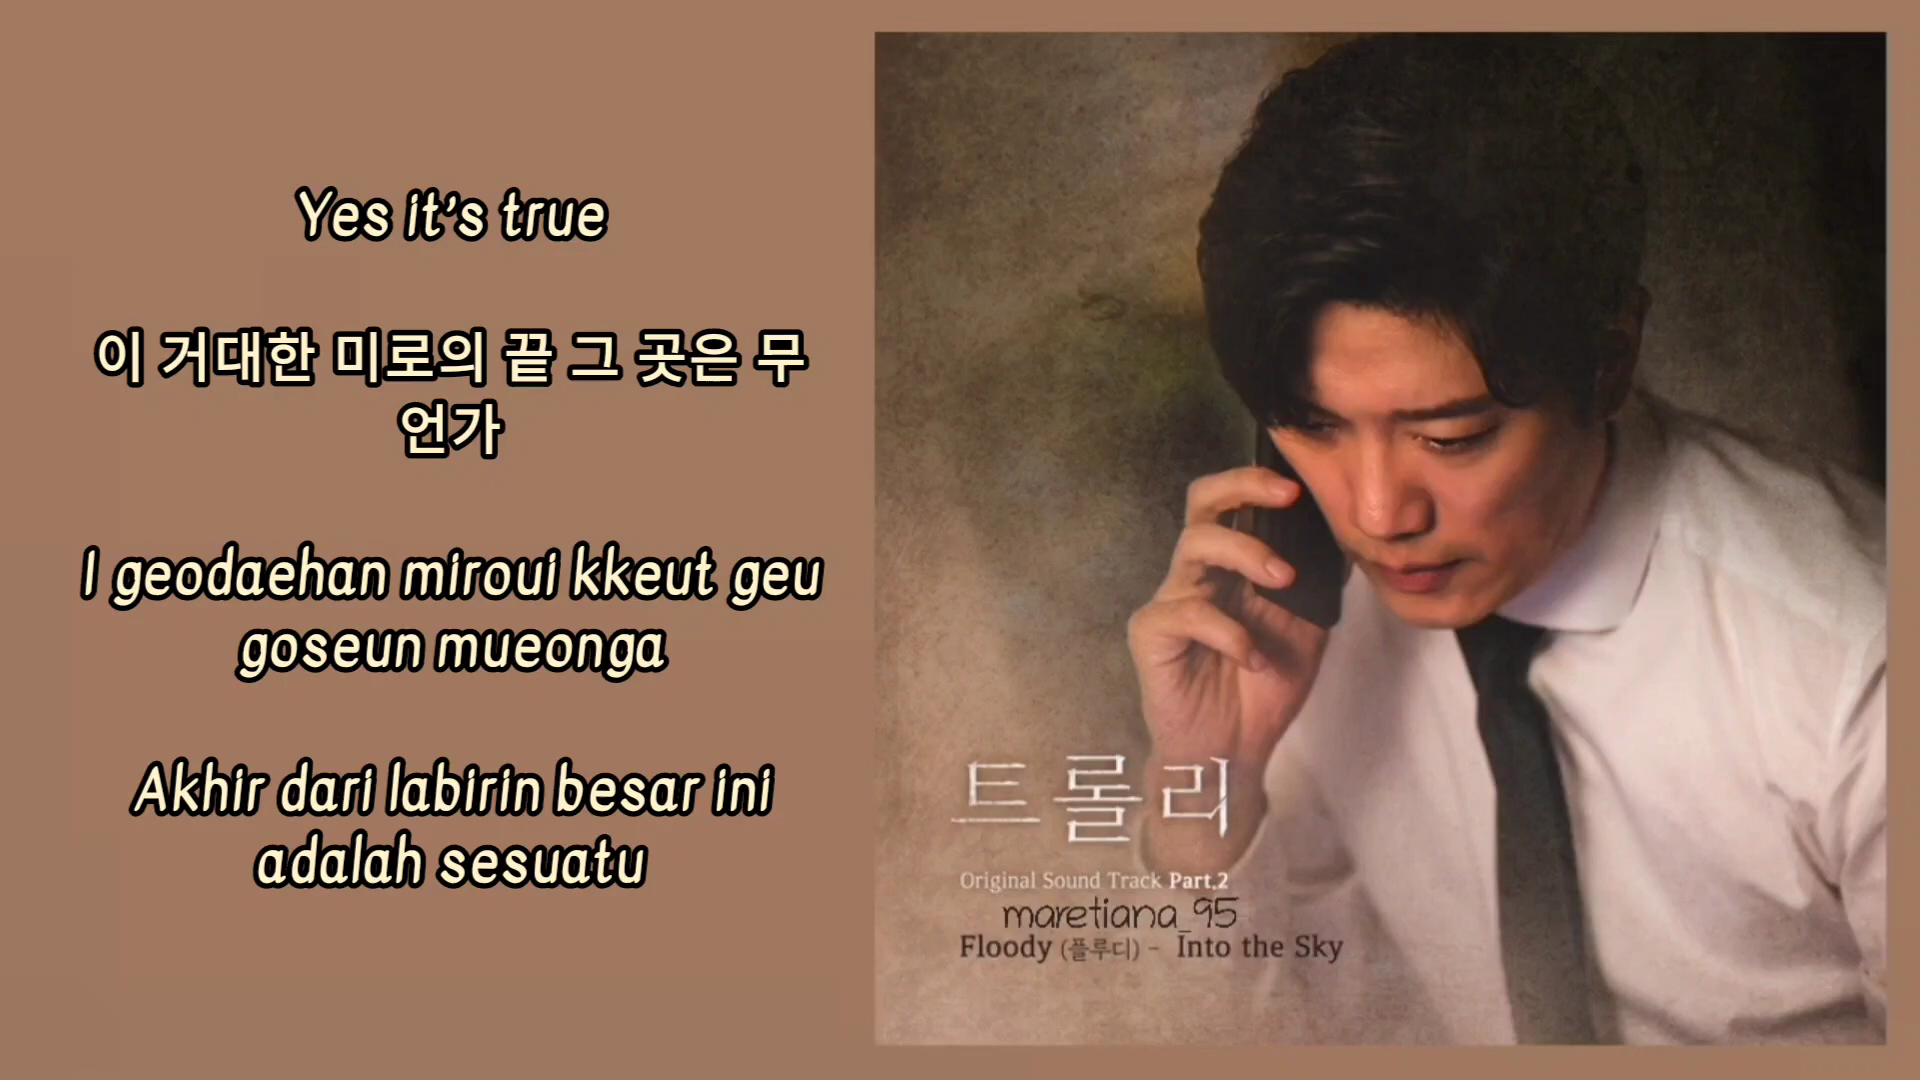 Yes it's true
이 거대한 미로의 끝 그 곳은 무
언가
I geodaehan miroui kkeut geu
goseun mueonga
Akhir dari labirin besar ini
adalah sesuatu
트롤리
Original Sound Track Part.2
maretiana_95
Floody (플루디) - Into the Sky